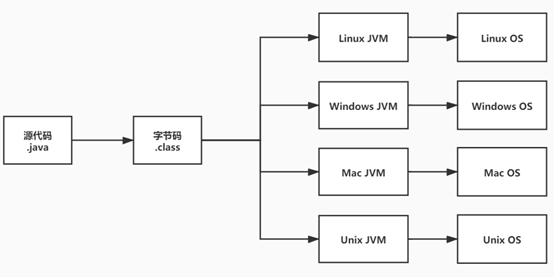 源代码
.java
字节码
.class
Linux JVM
Linux OS
Windows JVM
Windows OS
Mac JVM
Mac OS
Unix JVM
Unix OS